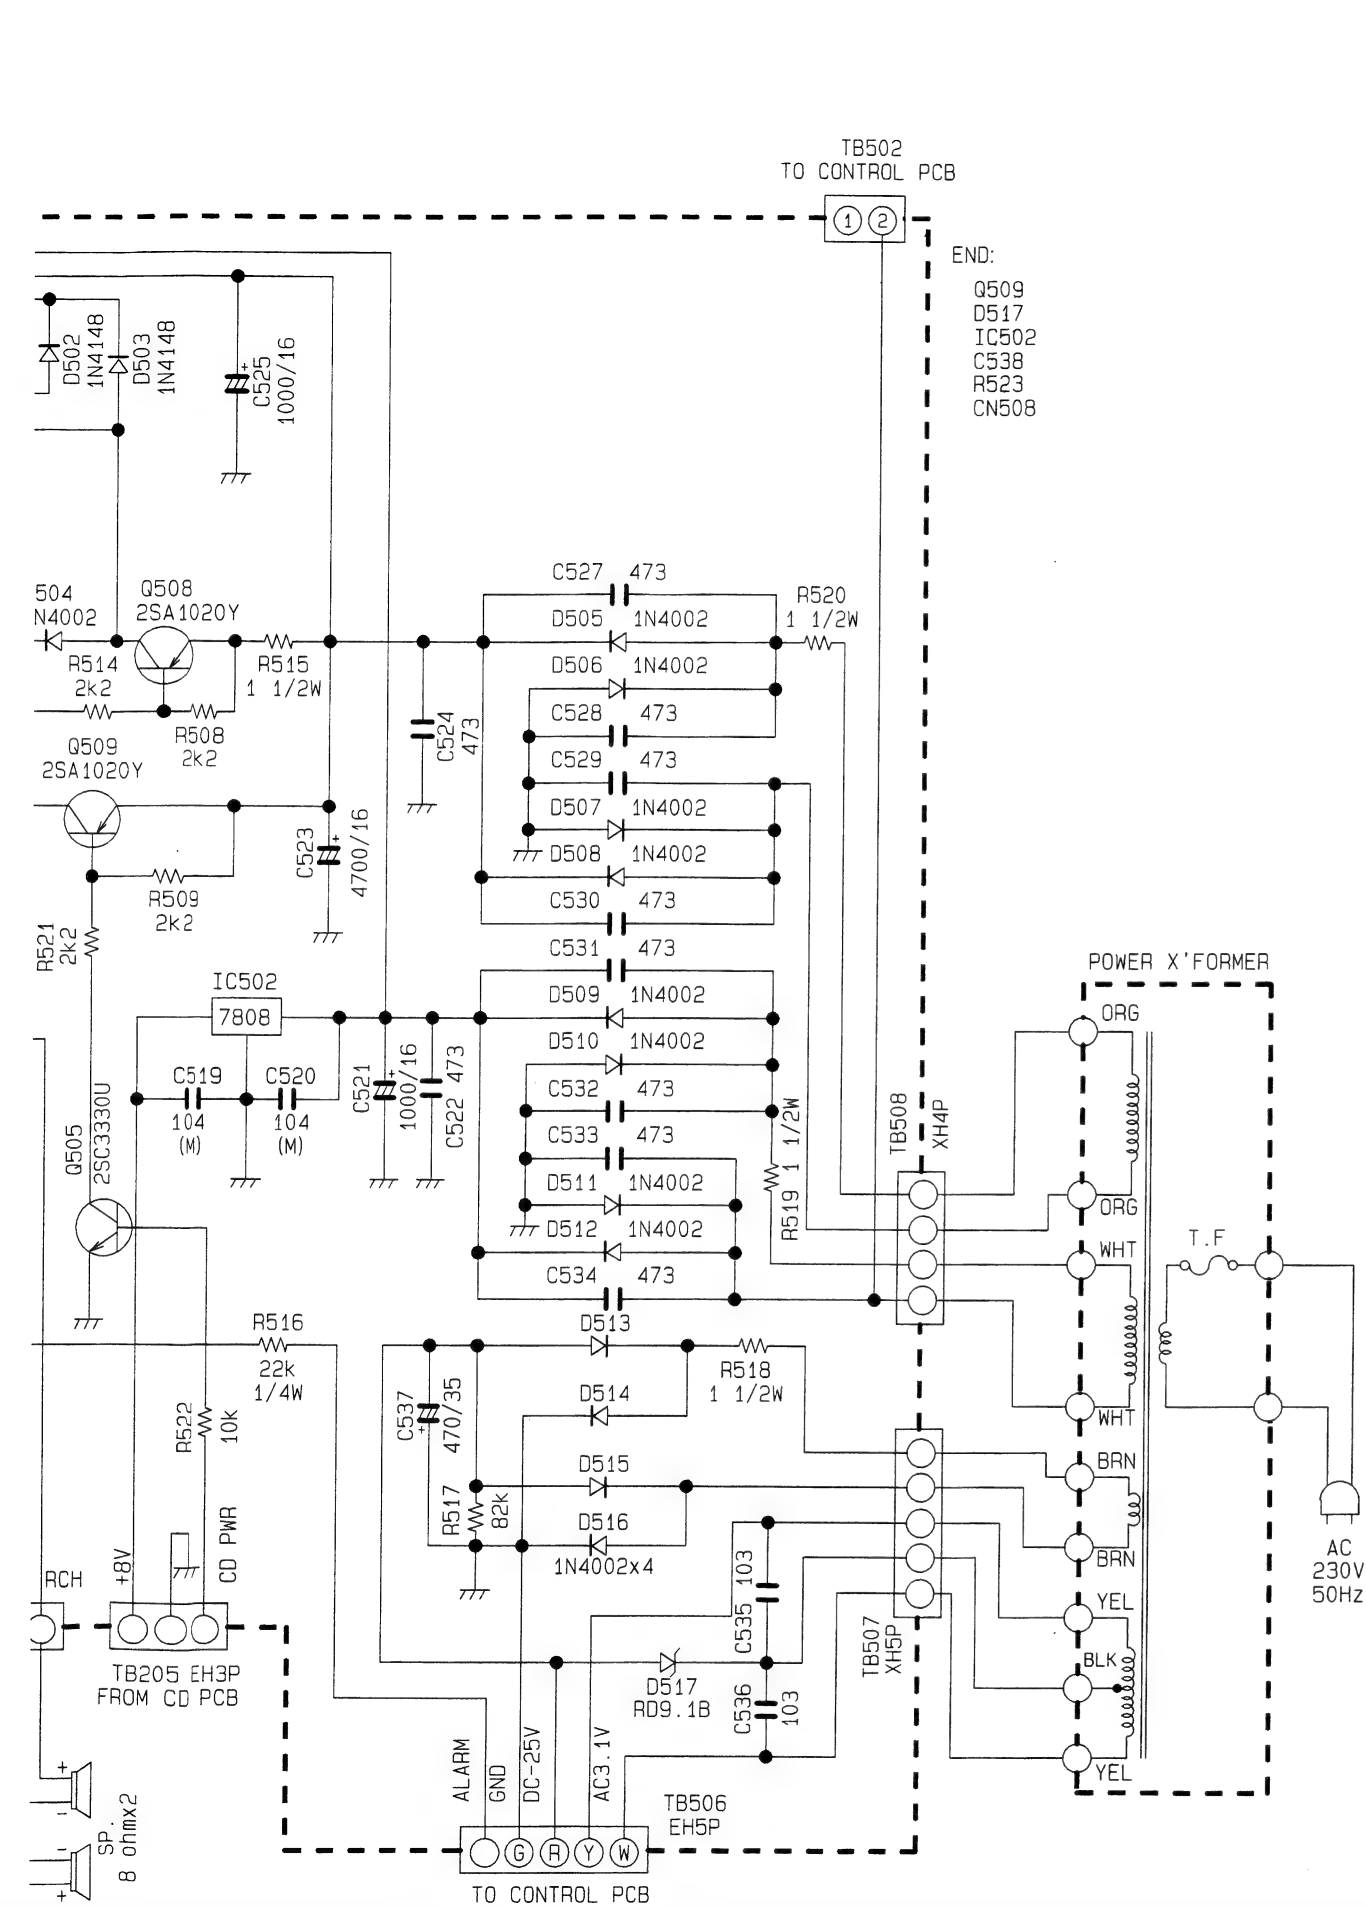 TB502
TO CONTROL PCB
1 2
END:
Q509
D517
IC502
C538
R523
CN508
D502
1N4148
D503
1N4148
C525
1000/16
+
504
N4002
Q508
2SA1020Y
R514
2k2
R515
1 1/2W
R508
2k2
Q509
2SA1020Y
R509
2k2
R521
2k2
C523
4700/16
+
C524
473
C527 473
D505 1N4002
D506 1N4002
C528 473
C529 473
D507 1N4002
D508 1N4002
C530 473
C531 473
D509 1N4002
D510 1N4002
C532 473
C533 473
D511 1N4002
D512 1N4002
C534 473
R520
1 1/2W
R519 1 1/2W
IC502
7808
C519
104
(M)
C520
104
(M)
C521
1000/16
+
C522 473
Q505
2SC3330U
R516
22k
1/4W
R522
10k
D513
D514
D515
D516
1N4002x4
R518
1 1/2W
C537
470/35
+
R517
82k
C535 103
C536
103
D517
RD9.1B
TB508
XH4P
TB507
XH5P
POWER X'FORMER
ORG
ORG
WHT
WHT
BRN
BRN
YEL
BLK
YEL
T.F
AC
230V
50Hz
RCH
+8V
CD PWR
TB205 EH3P
FROM CD PCB
+
-
SP.
8 ohmx2
-
+
ALARM
GND
DC-25V
AC3.1V
TB506
EH5P
G R Y W
TO CONTROL PCB